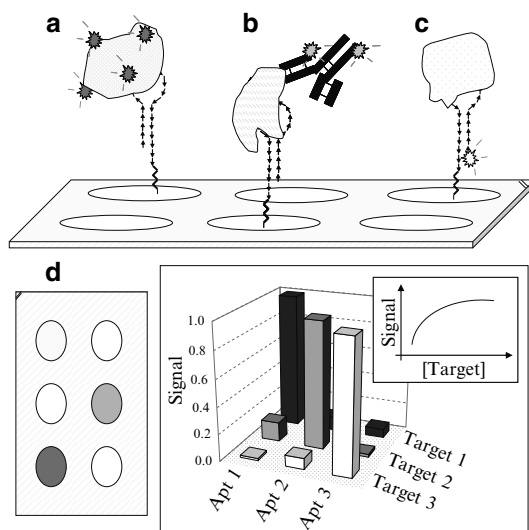 a
b
c
d
Signal
1.0
0.8
0.6
0.4
0.2
0.0
Apt 1
Apt 2
Apt 3
Target 1
Target 2
Target 3
Signal
[Target]